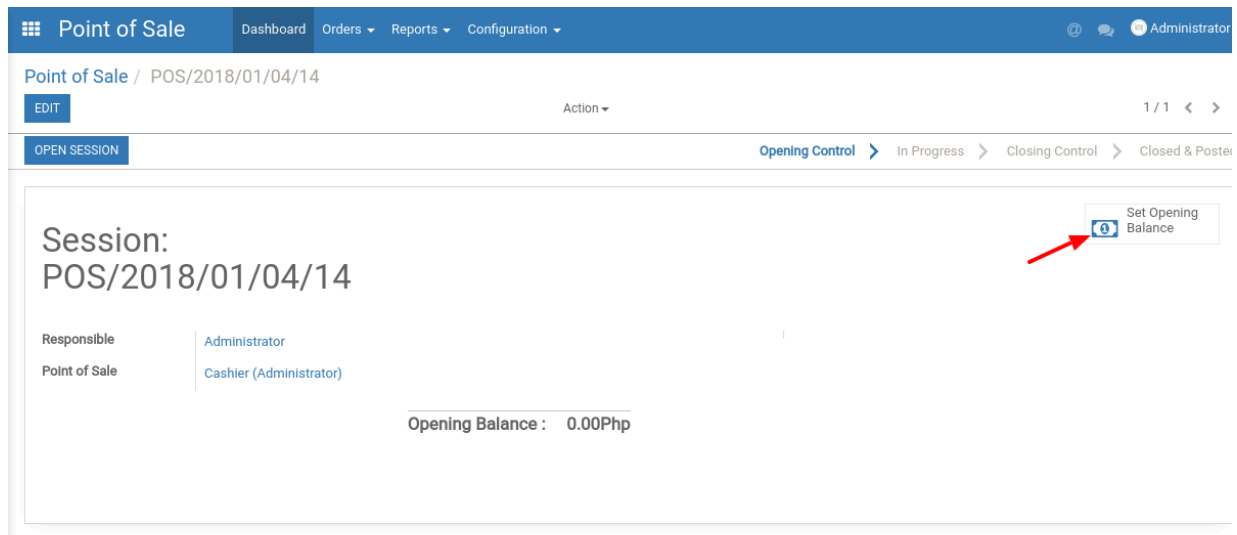 Point of Sale Dashboard Orders Reports Configuration @ Administrator
Point of Sale / POS/2018/01/04/14
EDIT Action 1 / 1
OPEN SESSION Opening Control In Progress Closing Control Closed & Posted
Set Opening
Balance
Session:
POS/2018/01/04/14
Responsible Administrator
Point of Sale Cashier (Administrator)
Opening Balance : 0.00Php